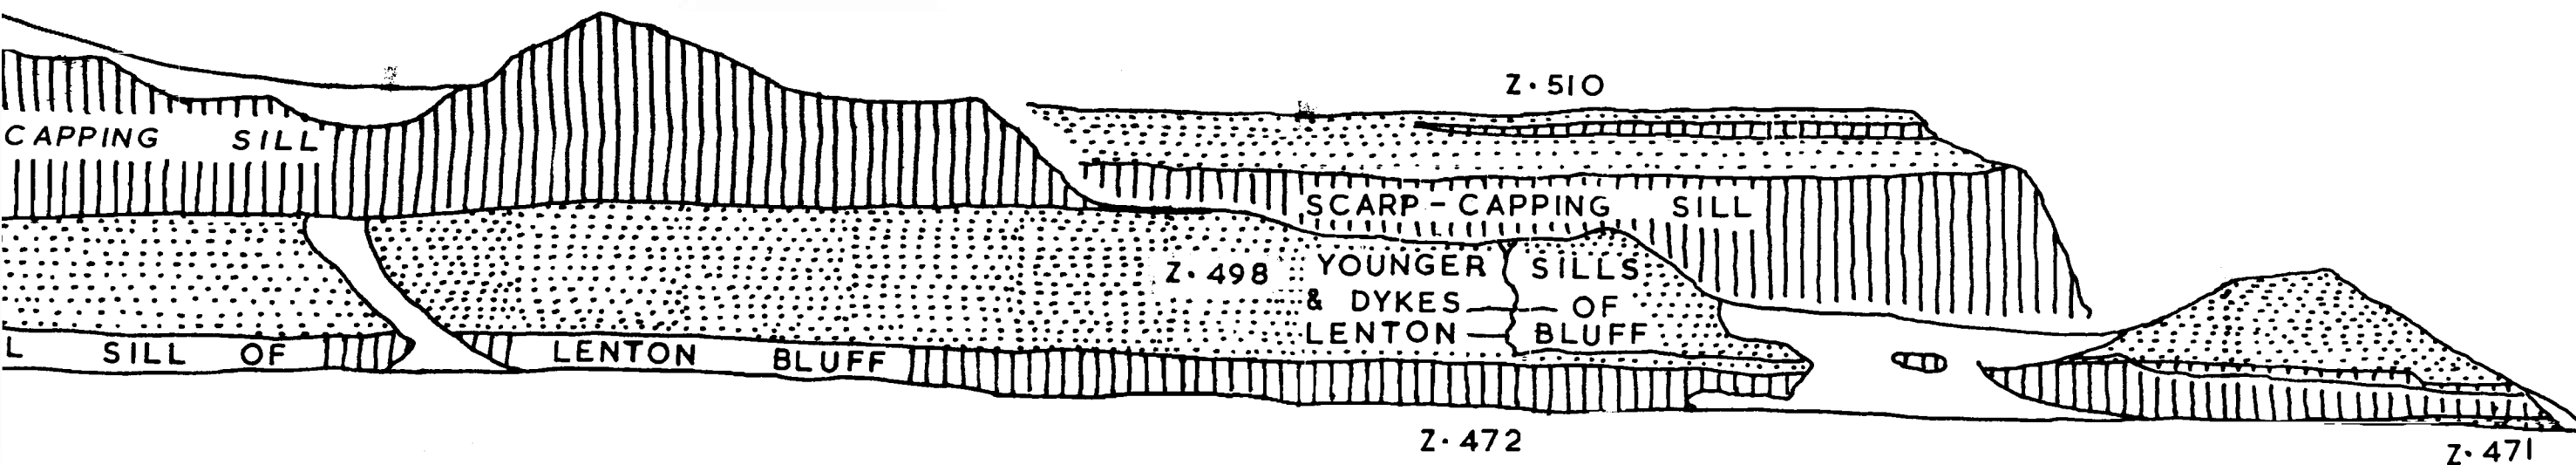 Z·510
CAPPING SILL
SCARP-CAPPING SILL
Z·498
YOUNGER SILLS
& DYKES OF
LENTON BLUFF
L SILL OF LENTON BLUFF
Z·472
Z·471